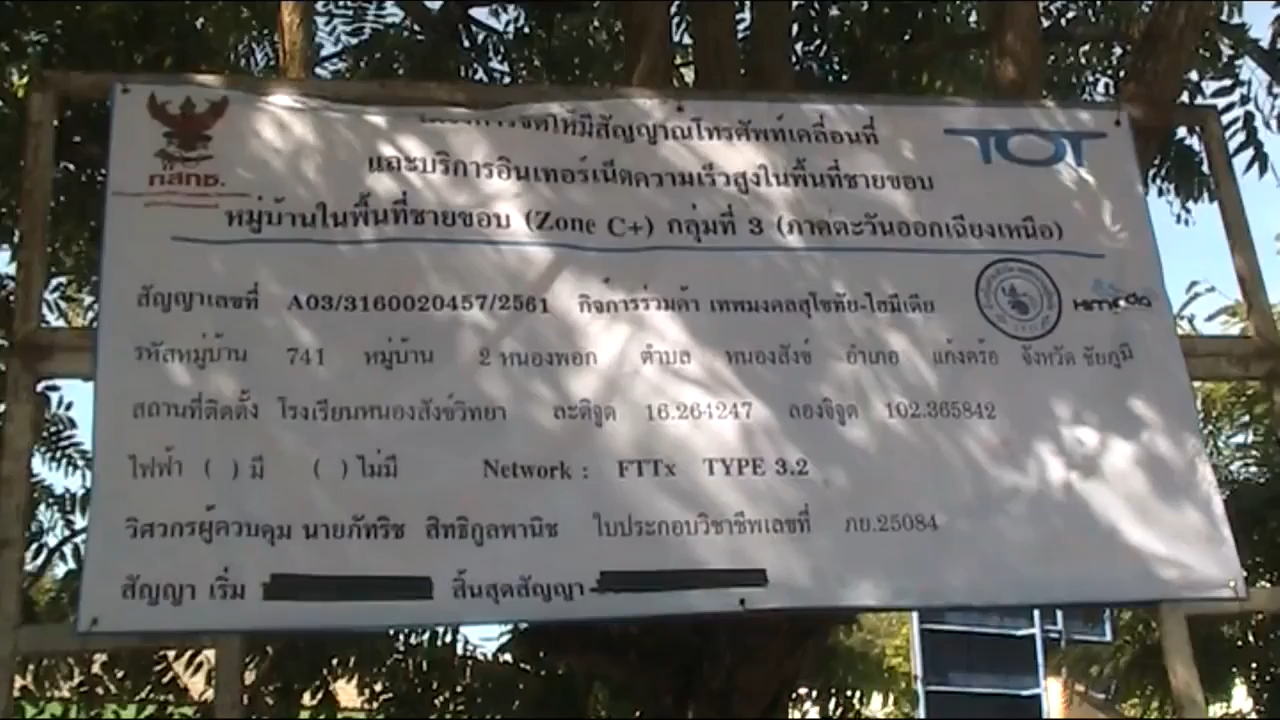 จัดให้มีสัญญาณโทรศัพท์เคลื่อนที่
TOT
และบริการอินเทอร์เน็ตความเร็วสูงในพื้นที่ชายขอบ
กสทช.
หมู่บ้านในพื้นที่ชายขอบ (Zone C+) กลุ่มที่ 3 (ภาคตะวันออกเฉียงเหนือ)
สัญญาเลขที่ A03/3160020457/2561 กิจการร่วมค้า เทพมงคลสุโขทัย-ไฮมีเดีย
รหัสหมู่บ้าน 741 หมู่บ้าน 2 หนองพอก ตำบล หนองสังข์ อำเภอ แก้งคร้อ จังหวัด ชัยภูมิ
สถานที่ติดตั้ง โรงเรียนหนองสังข์วิทยา ละติจูด 16.264247 ลองจิจูด 102.365842
ไฟฟ้า ( ) มี ( ) ไม่มี Network : FTTx TYPE 3.2
วิศวกรผู้ควบคุม นายภัทริช สิทธิกูลพานิช ใบประกอบวิชาชีพเลขที่ ภย.25084
สัญญา เริ่ม สิ้นสุดสัญญา